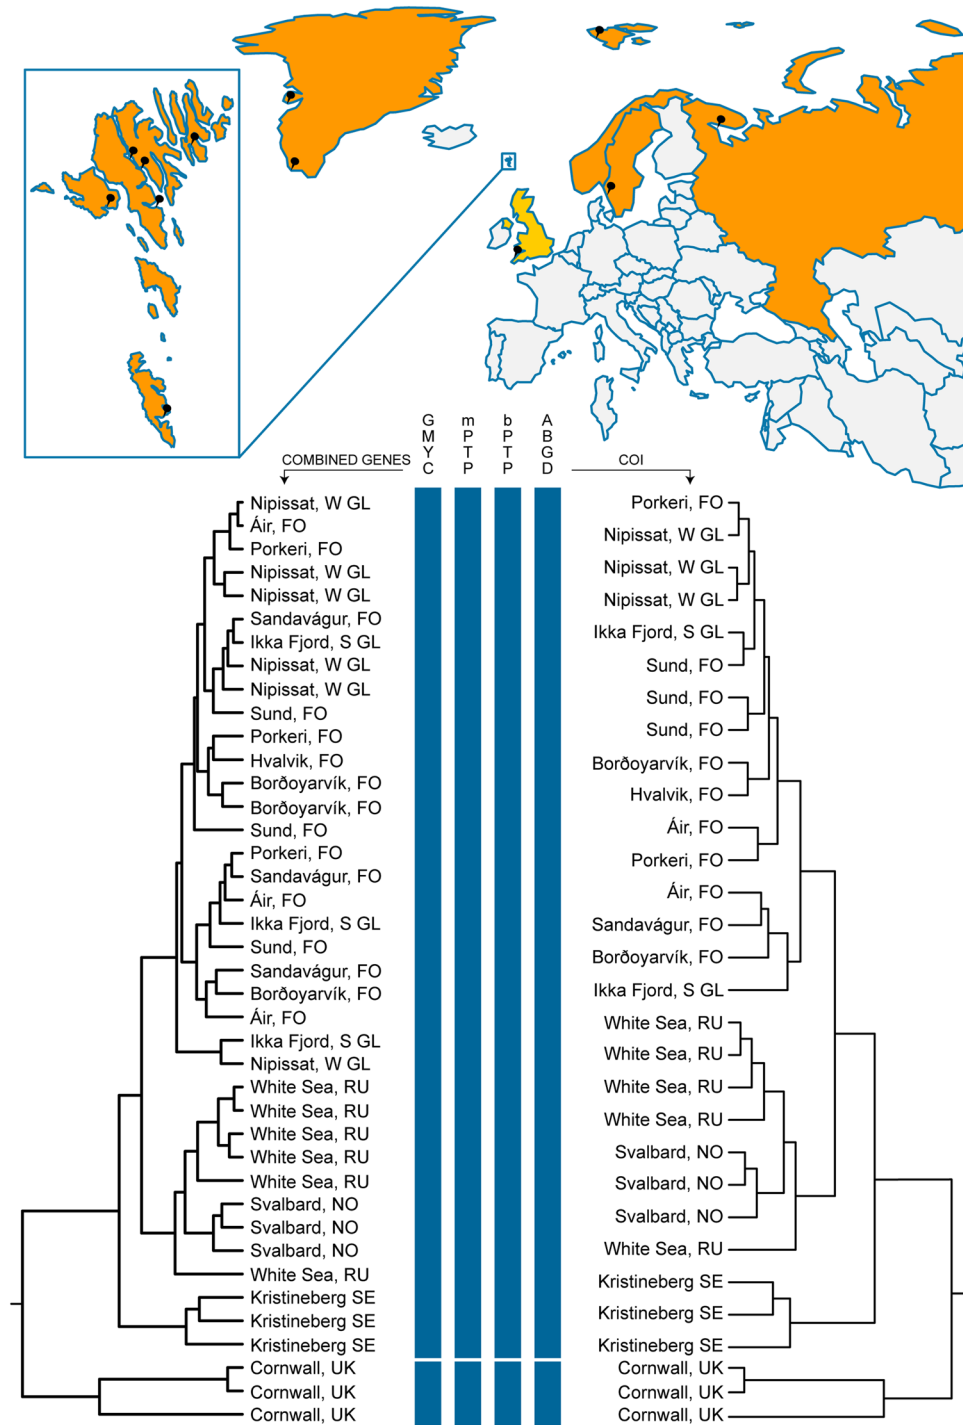 GMYC
mPTP
bPTP
ABGD
COMBINED GENES
COI
Nipissat, W GL
Áir, FO
Porkeri, FO
Nipissat, W GL
Nipissat, W GL
Sandavágur, FO
Ikka Fjord, S GL
Nipissat, W GL
Nipissat, W GL
Sund, FO
Porkeri, FO
Hvalvik, FO
Borðoyarvík, FO
Borðoyarvík, FO
Sund, FO
Porkeri, FO
Sandavágur, FO
Áir, FO
Ikka Fjord, S GL
Sund, FO
Sandavágur, FO
Borðoyarvík, FO
Áir, FO
Ikka Fjord, S GL
Nipissat, W GL
White Sea, RU
White Sea, RU
White Sea, RU
White Sea, RU
White Sea, RU
Svalbard, NO
Svalbard, NO
Svalbard, NO
White Sea, RU
Kristineberg SE
Kristineberg SE
Kristineberg SE
Cornwall, UK
Cornwall, UK
Cornwall, UK
Porkeri, FO
Nipissat, W GL
Nipissat, W GL
Nipissat, W GL
Ikka Fjord, S GL
Sund, FO
Sund, FO
Sund, FO
Borðoyarvík, FO
Hvalvik, FO
Áir, FO
Porkeri, FO
Áir, FO
Sandavágur, FO
Borðoyarvík, FO
Ikka Fjord, S GL
White Sea, RU
White Sea, RU
White Sea, RU
White Sea, RU
Svalbard, NO
Svalbard, NO
Svalbard, NO
White Sea, RU
Kristineberg SE
Kristineberg SE
Kristineberg SE
Cornwall, UK
Cornwall, UK
Cornwall, UK